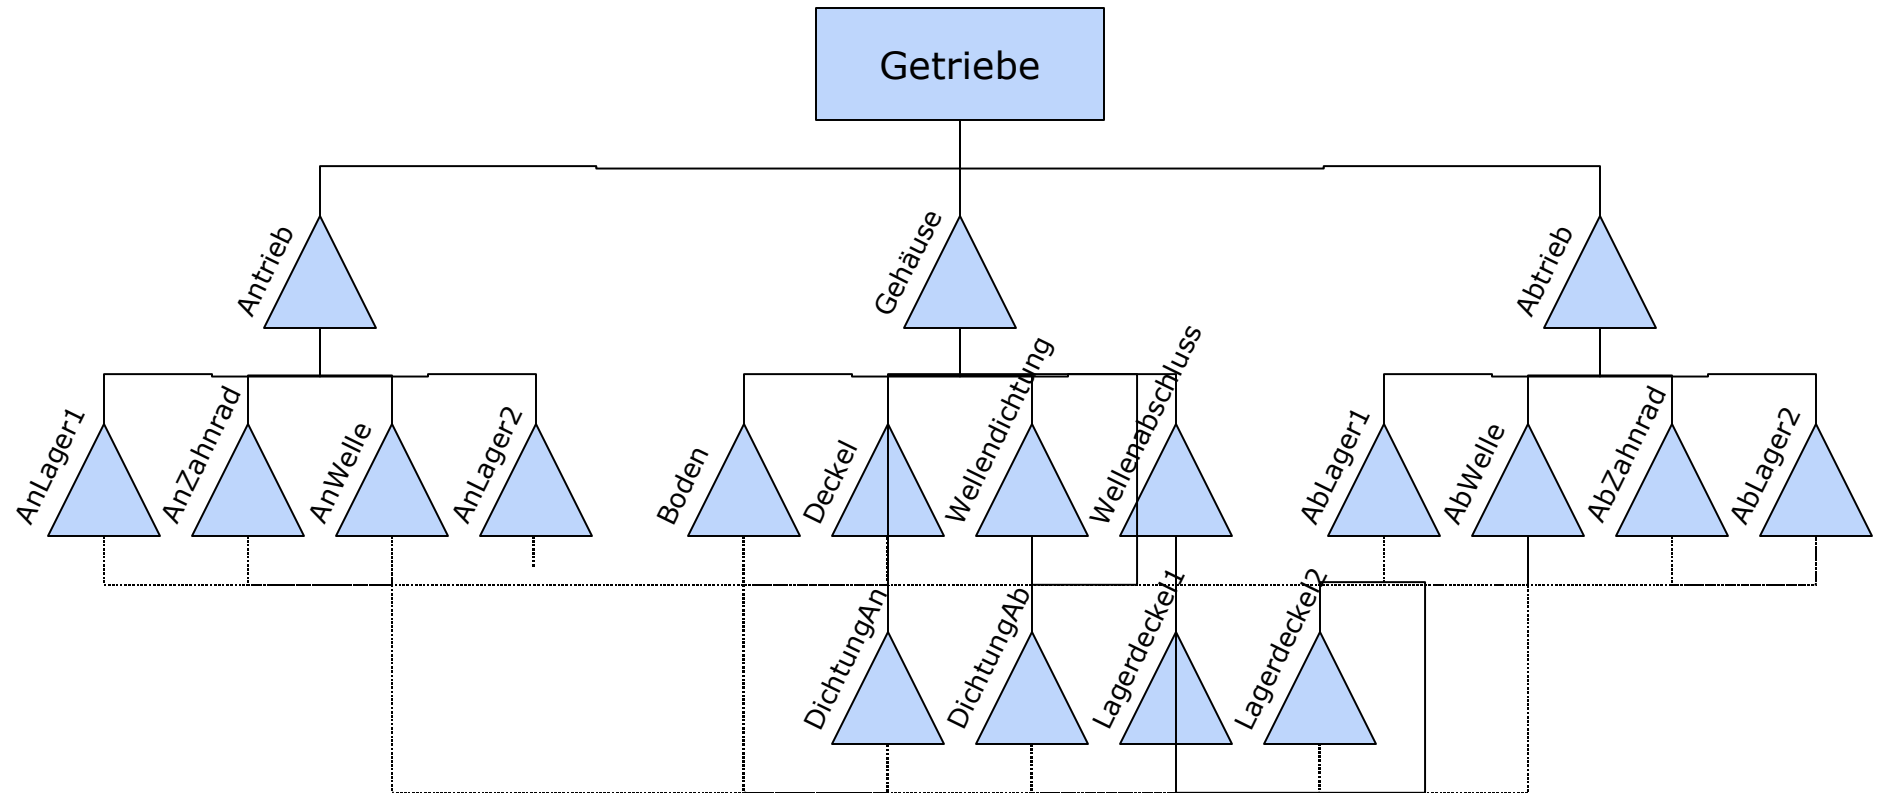 Getriebe
Antrieb
Gehäuse
Abtrieb
AnLager1
AnZahnrad
AnWelle
AnLager2
Boden
Deckel
Wellendichtung
Wellenabschluss
AbLager1
AbWelle
AbZahnrad
AbLager2
DichtungAn
DichtungAb
Lagerdeckel1
Lagerdeckel2